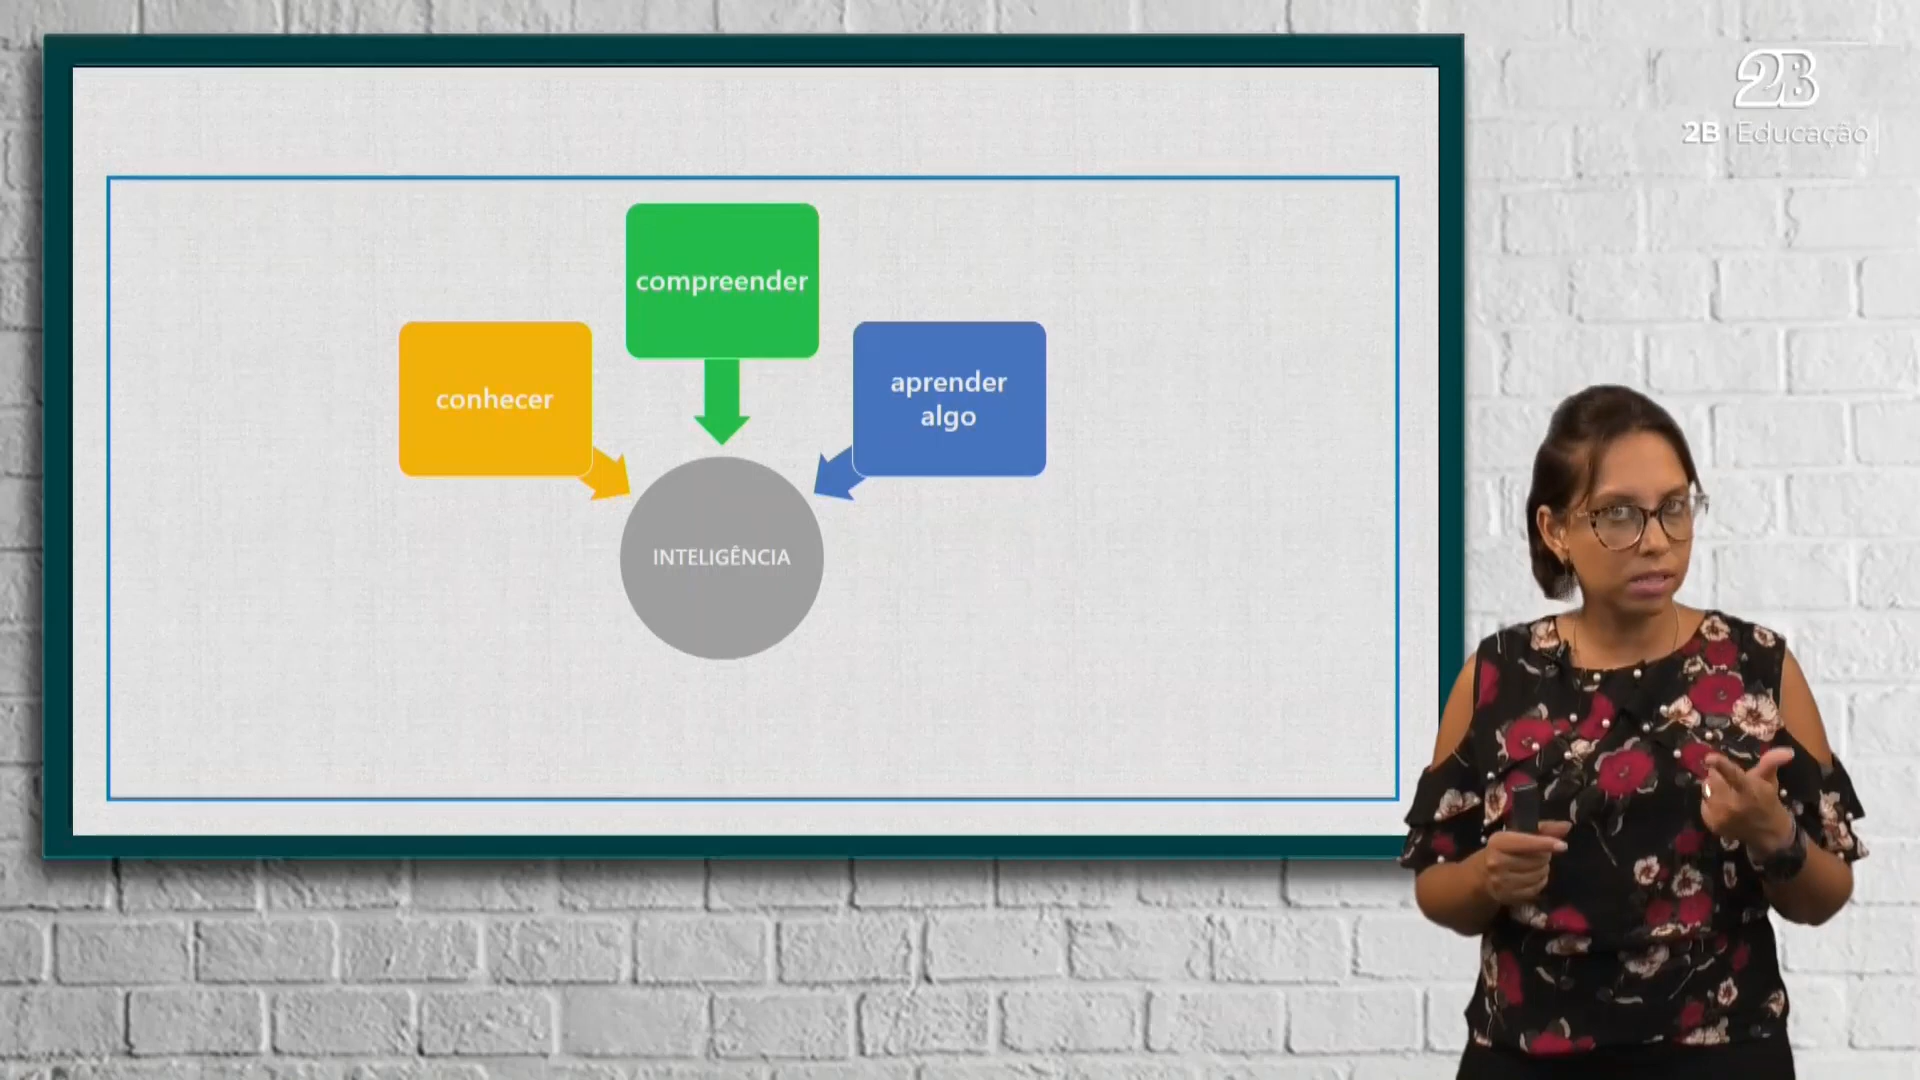 2B
2B Educação
compreender
conhecer
aprender
algo
INTELIGÊNCIA